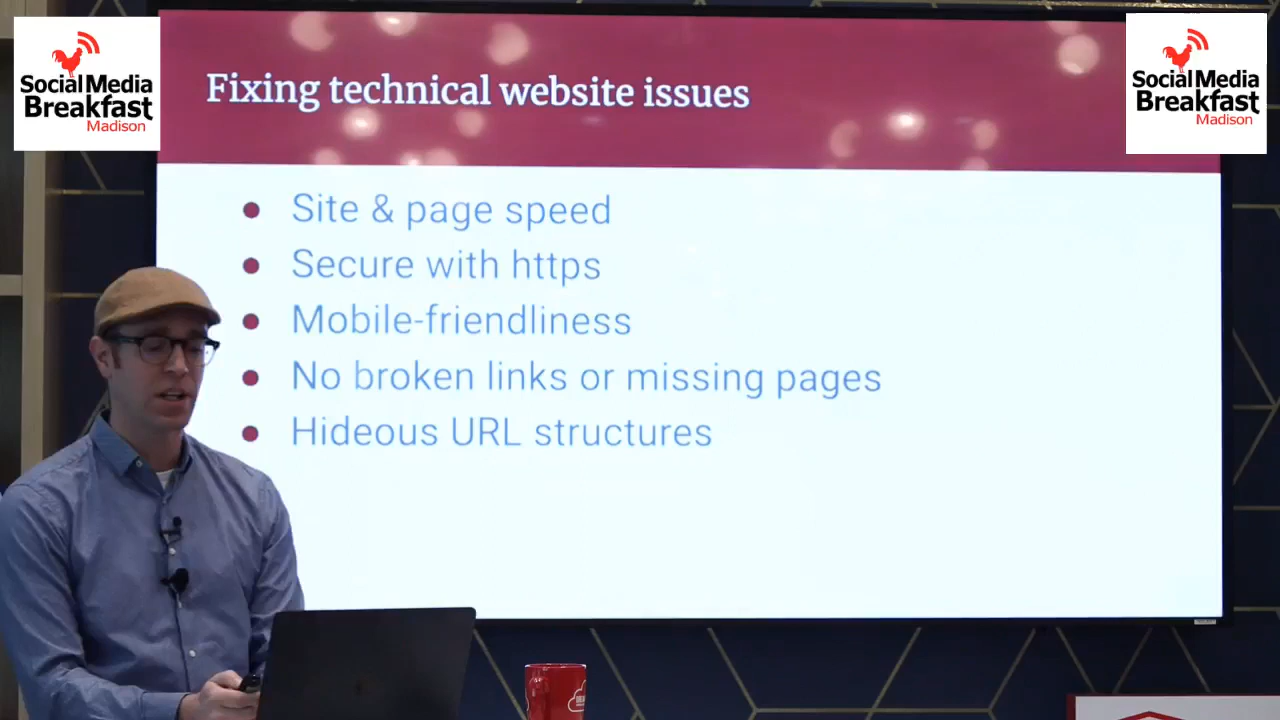 Social Media
Breakfast
Madison
Social Media
Breakfast
Madison
Fixing technical website issues
Site & page speed
Secure with https
Mobile-friendliness
No broken links or missing pages
Hideous URL structures